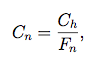 C_n = \frac{C_h}{F_n},